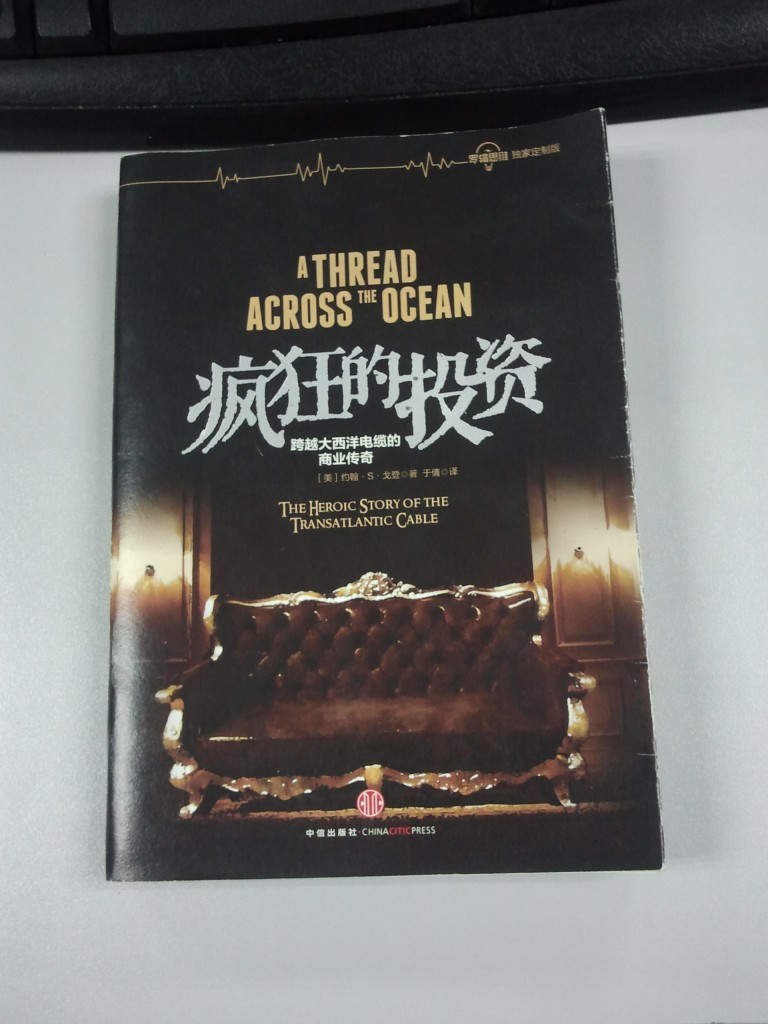 罗辑思维 独家定制版
A THREAD
ACROSS THE OCEAN
疯狂的投资
跨越大西洋电缆的
商业传奇
[美]约翰·S·戈登◎著 于倩◎译
THE HEROIC STORY OF THE
TRANSATLANTIC CABLE
中信出版社·CHINACITICPRESS